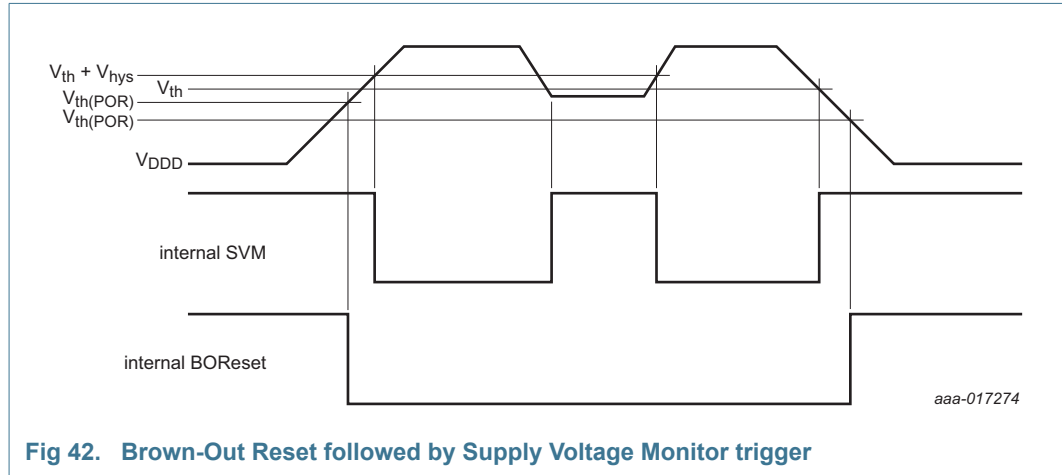 Vth + Vhys
Vth
Vth(POR)
Vth(POR)
VDDD
internal SVM
internal BOReset
aaa-017274
Fig 42. Brown-Out Reset followed by Supply Voltage Monitor trigger